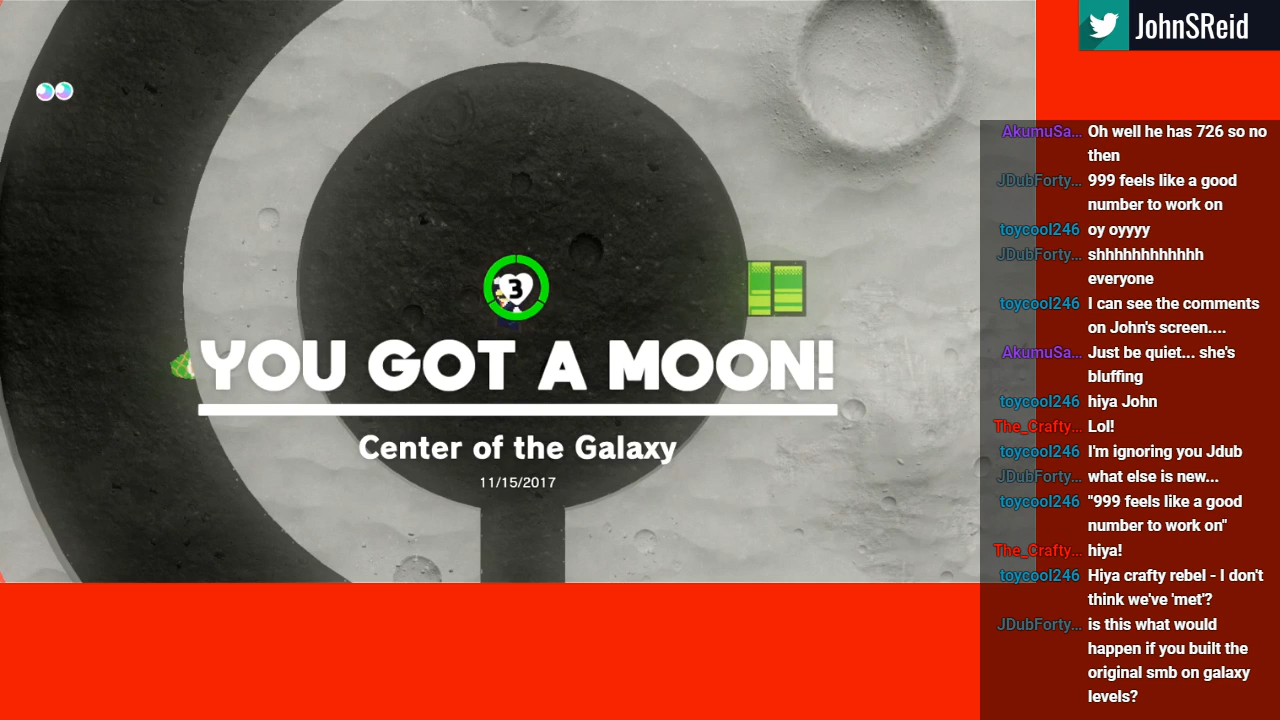 JohnSReid
3
YOU GOT A MOON!
Center of the Galaxy
11/15/2017
AkumuSa... Oh well he has 726 so no
then
JDubForty... 999 feels like a good
number to work on
toycool246 oy oyyyy
JDubForty... shhhhhhhhhhhh
everyone
toycool246 I can see the comments
on John's screen....
AkumuSa... Just be quiet... she's
bluffing
toycool246 hiya John
The_Crafty... Lol!
toycool246 I'm ignoring you Jdub
JDubForty... what else is new...
toycool246 "999 feels like a good
number to work on"
The_Crafty... hiya!
toycool246 Hiya crafty rebel - I don't
think we've 'met'?
JDubForty... is this what would
happen if you built the
original smb on galaxy
levels?